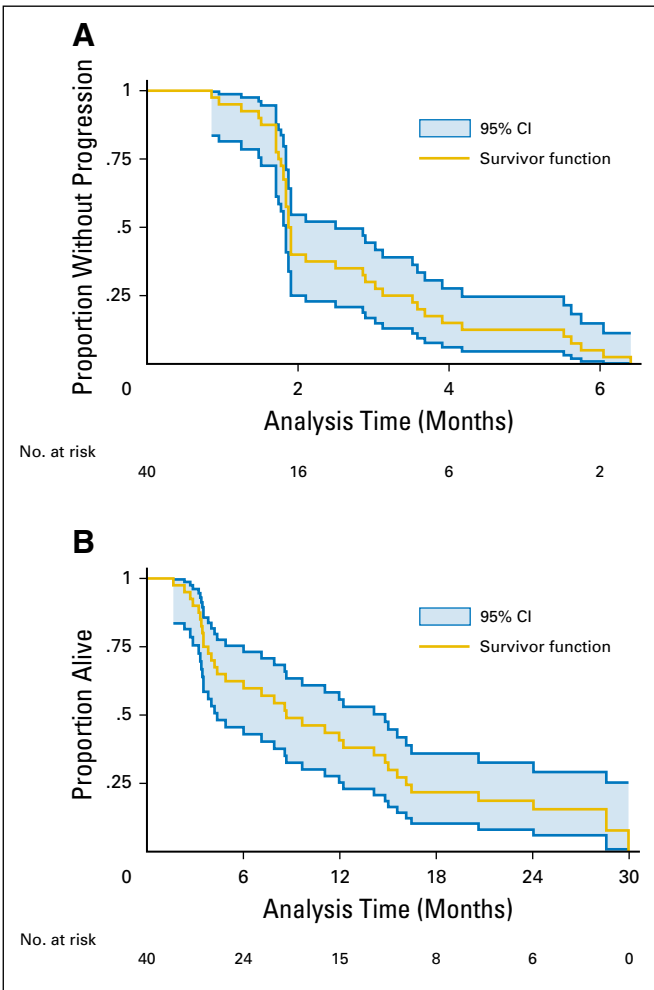 A
Proportion Without Progression
1
.75
.5
.25
0
2
4
6
95% CI
Survivor function
Analysis Time (Months)
No. at risk
40 16 6 2
B
Proportion Alive
1
.75
.5
.25
0
6
12
18
24
30
95% CI
Survivor function
Analysis Time (Months)
No. at risk
40 24 15 8 6 0